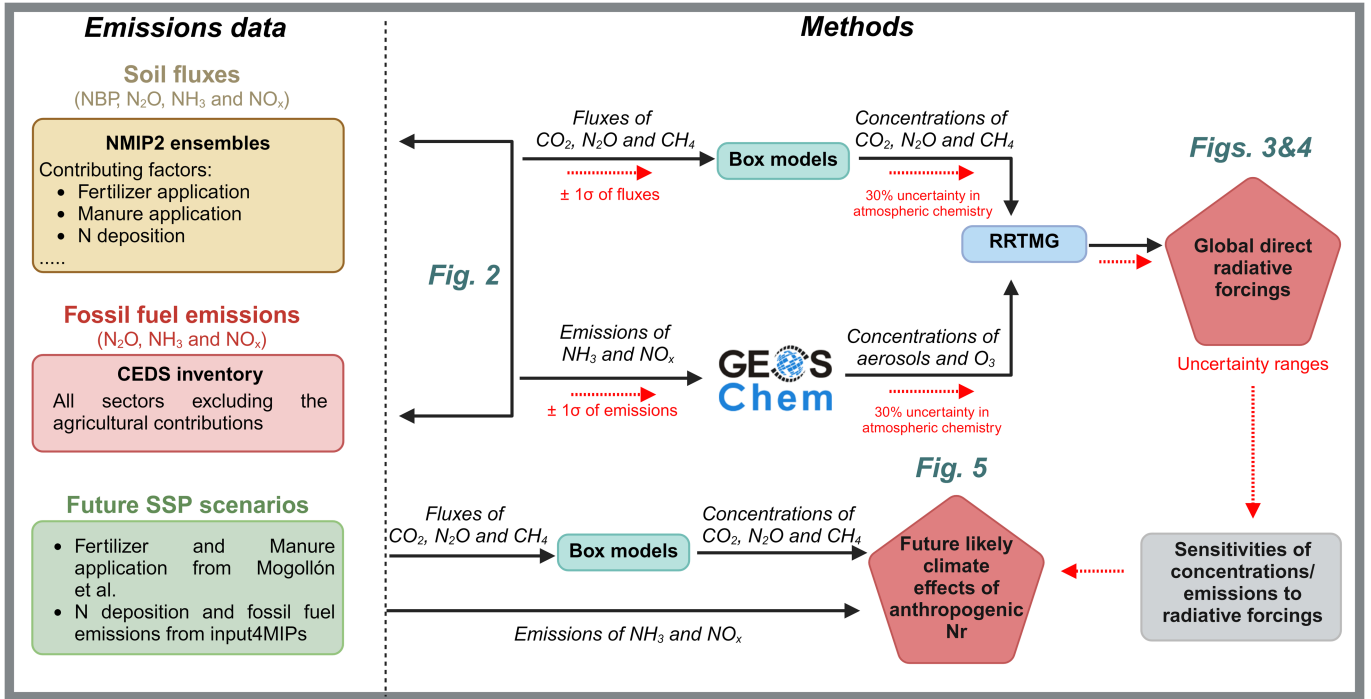 Emissions data
Methods
Soil fluxes
(NBP, N₂O, NH₃ and NOₓ)
NMIP2 ensembles
Contributing factors:
• Fertilizer application
• Manure application
• N deposition
.....
Fossil fuel emissions
(N₂O, NH₃ and NOₓ)
CEDS inventory
All sectors excluding the
agricultural contributions
Future SSP scenarios
• Fertilizer and Manure
application from Mogollón
et al.
• N deposition and fossil fuel
emissions from input4MIPs
Fig. 2
Fluxes of
CO₂, N₂O and CH₄
± 1σ of fluxes
Box models
Concentrations of
CO₂, N₂O and CH₄
30% uncertainty in
atmospheric chemistry
RRTMG
Figs. 3&4
Global direct
radiative
forcings
Emissions of
NH₃ and NOₓ
± 1σ of emissions
GEOS
Chem
Concentrations of
aerosols and O₃
30% uncertainty in
atmospheric chemistry
Uncertainty ranges
Fluxes of
CO₂, N₂O and CH₄
Box models
Concentrations of
CO₂, N₂O and CH₄
Emissions of NH₃ and NOₓ
Fig. 5
Future likely
climate
effects of
anthropogenic
Nr
Sensitivities of
concentrations/
emissions to
radiative forcings